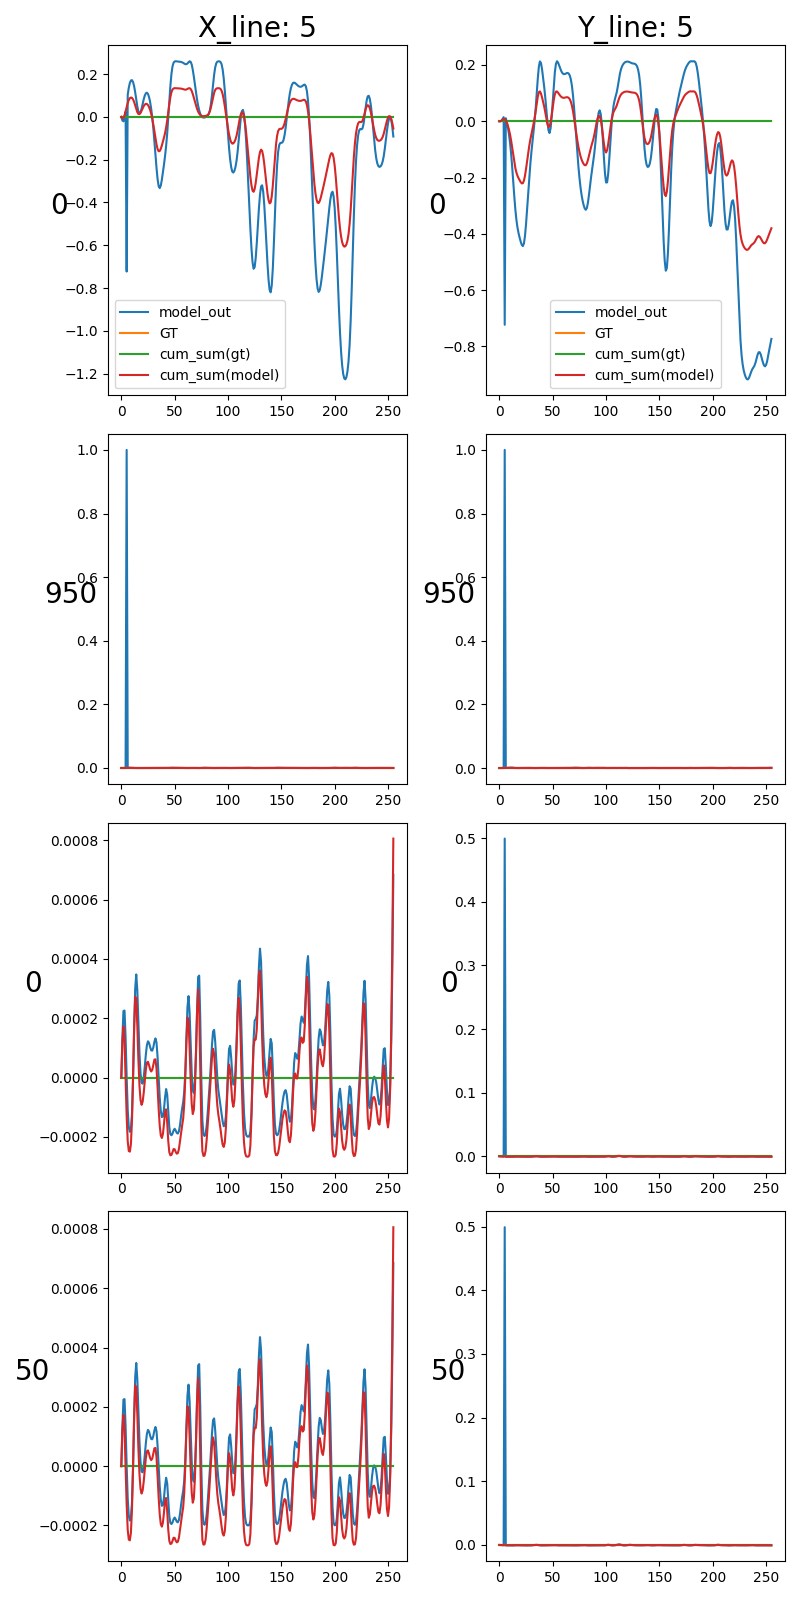 X_line: 5 Y_line: 5
0.2 0.2
0.0 0.0
−0.2 −0.2
0 −0.4 0 −0.4
−0.6 −0.6
−0.8 −0.8
−1.0
−1.2
model_out model_out
GT GT
cum_sum(gt) cum_sum(gt)
cum_sum(model) cum_sum(model)
0 50 100 150 200 250 0 50 100 150 200 250
1.0 1.0
0.8 0.8
950 0.6 950 0.6
0.4 0.4
0.2 0.2
0.0 0.0
0 50 100 150 200 250 0 50 100 150 200 250
0.0008 0.5
0.0006 0.4
0.0004 0.3
0 0.0002 0 0.2
0.0000 0.1
−0.0002 0.0
0 50 100 150 200 250 0 50 100 150 200 250
0.0008 0.5
0.0006 0.4
0.0004 0.3
50 0.0002 50 0.2
0.0000 0.1
−0.0002 0.0
0 50 100 150 200 250 0 50 100 150 200 250